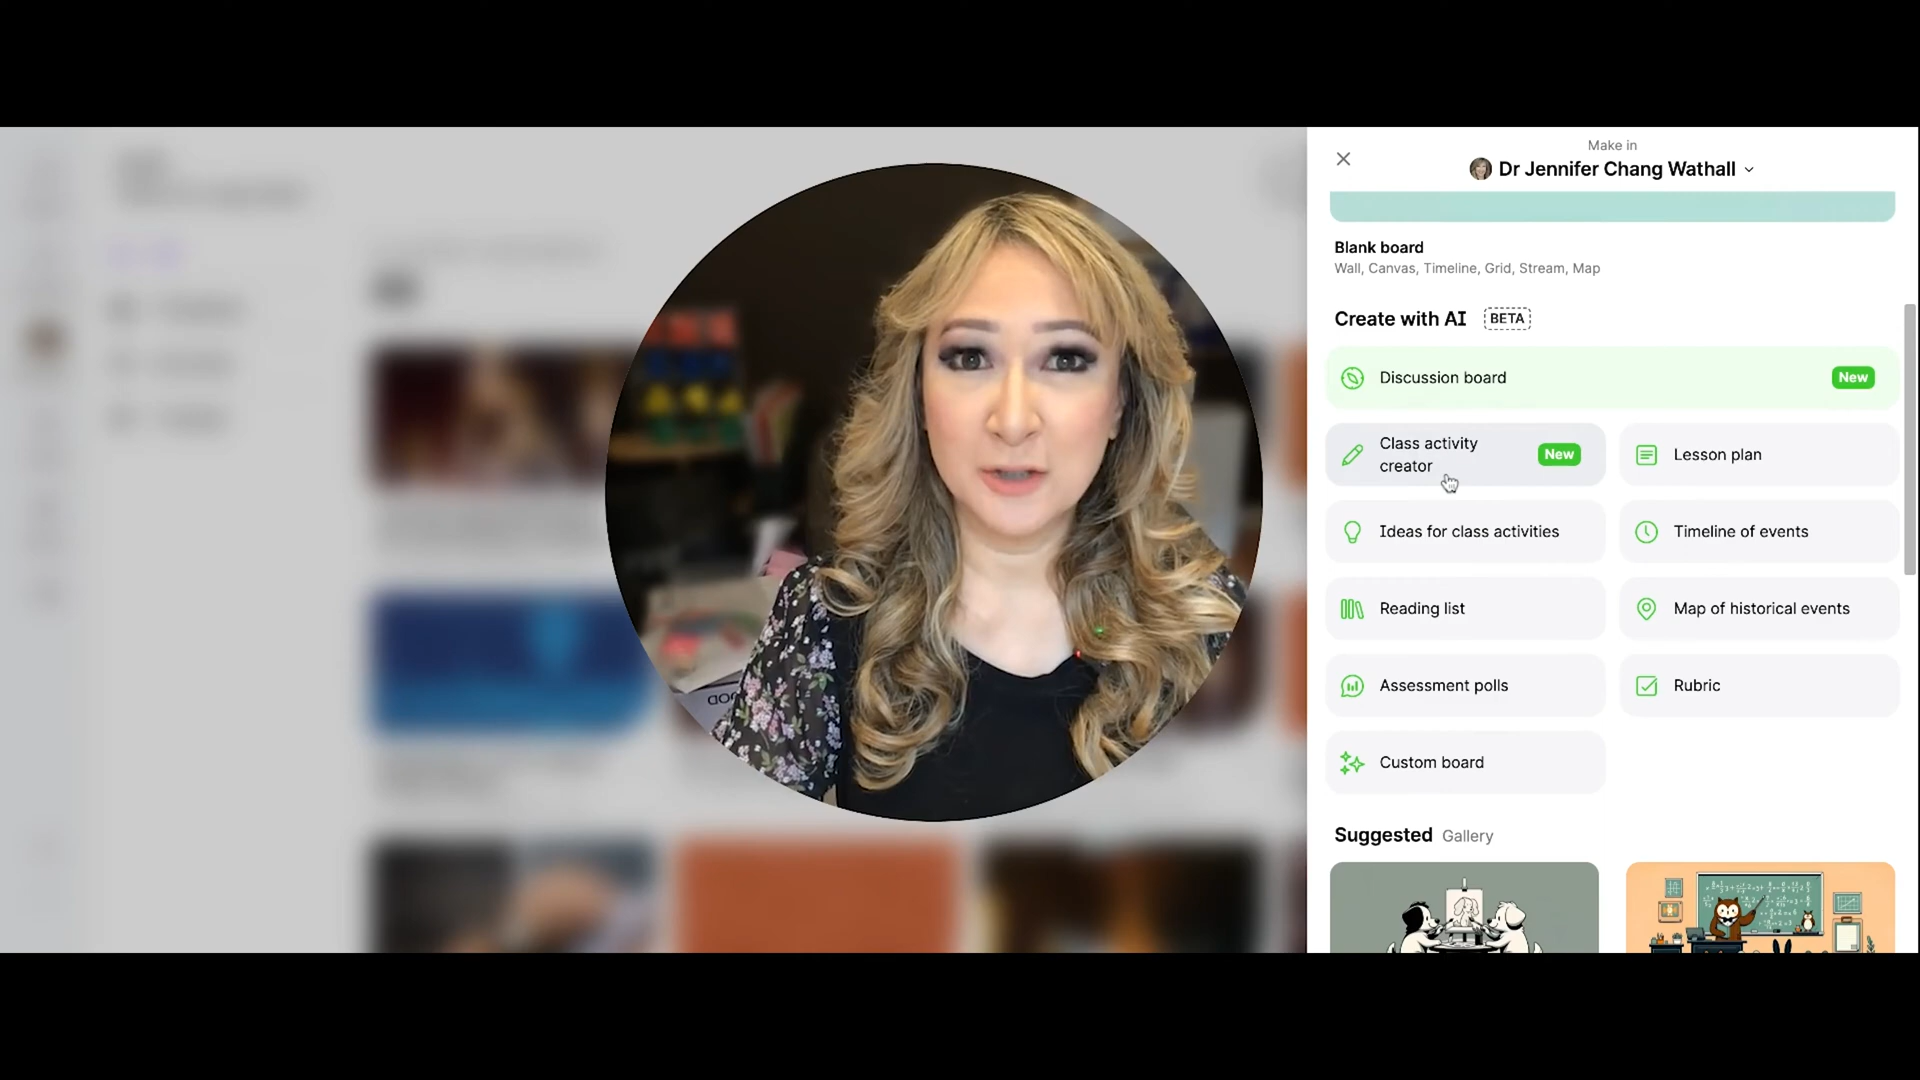 Make in
Dr Jennifer Chang Wathall
Blank board
Wall, Canvas, Timeline, Grid, Stream, Map
Create with AI BETA
Discussion board New
Class activity
creator
New
Lesson plan
Ideas for class activities
Timeline of events
Reading list
Map of historical events
Assessment polls
Rubric
Custom board
Suggested Gallery